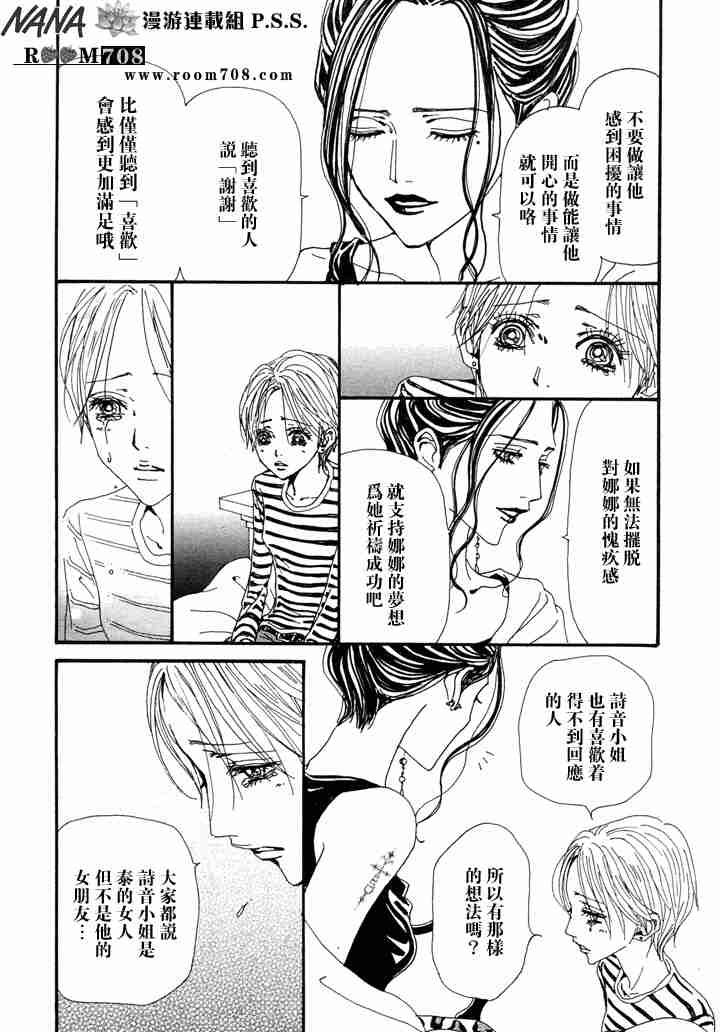 NANA 漫游連載組 P.S.S.
ROOM708
www.room708.com
不要做讓他
感到困擾的事情
而是做能讓他
開心的事情
就可以咯
聽到喜歡的人
説「謝謝」
比僅僅聽到「喜歡」
會感到更加滿足哦
如果無法擺脱
對娜娜的愧疚感
就支持娜娜的夢想
爲她祈禱成功吧
詩音小姐
也有喜歡着
得不到回應
的人
所以有那樣
的想法嗎？
大家都説
詩音小姐是
泰的女人
但不是他的
女朋友…